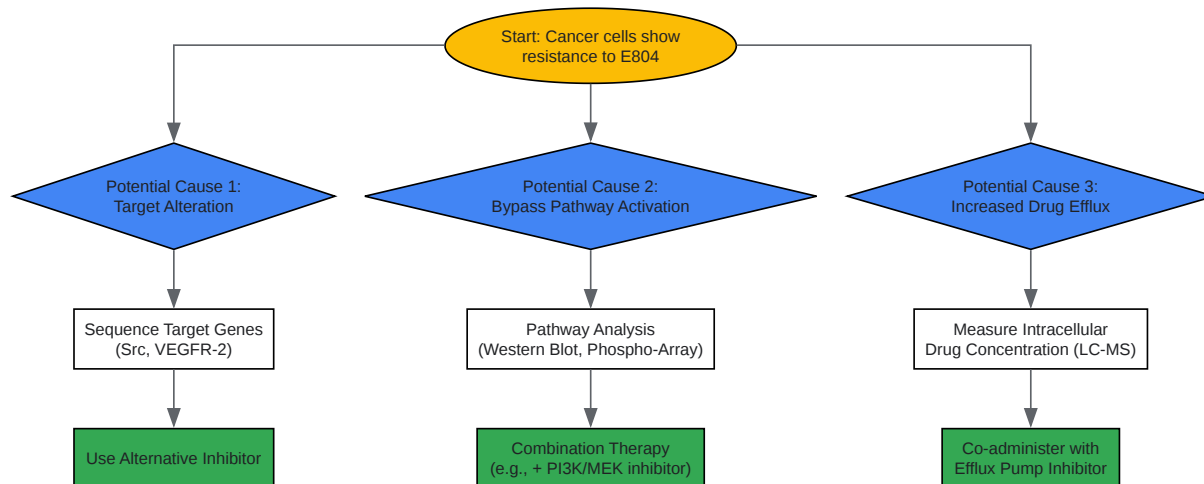 Start: Cancer cells show
resistance to E804
Potential Cause 1:
Target Alteration
Potential Cause 2:
Bypass Pathway Activation
Potential Cause 3:
Increased Drug Efflux
Sequence Target Genes
(Src, VEGFR-2)
Pathway Analysis
(Western Blot, Phospho-Array)
Measure Intracellular
Drug Concentration (LC-MS)
Use Alternative Inhibitor
Combination Therapy
(e.g., + PI3K/MEK inhibitor)
Co-administer with
Efflux Pump Inhibitor